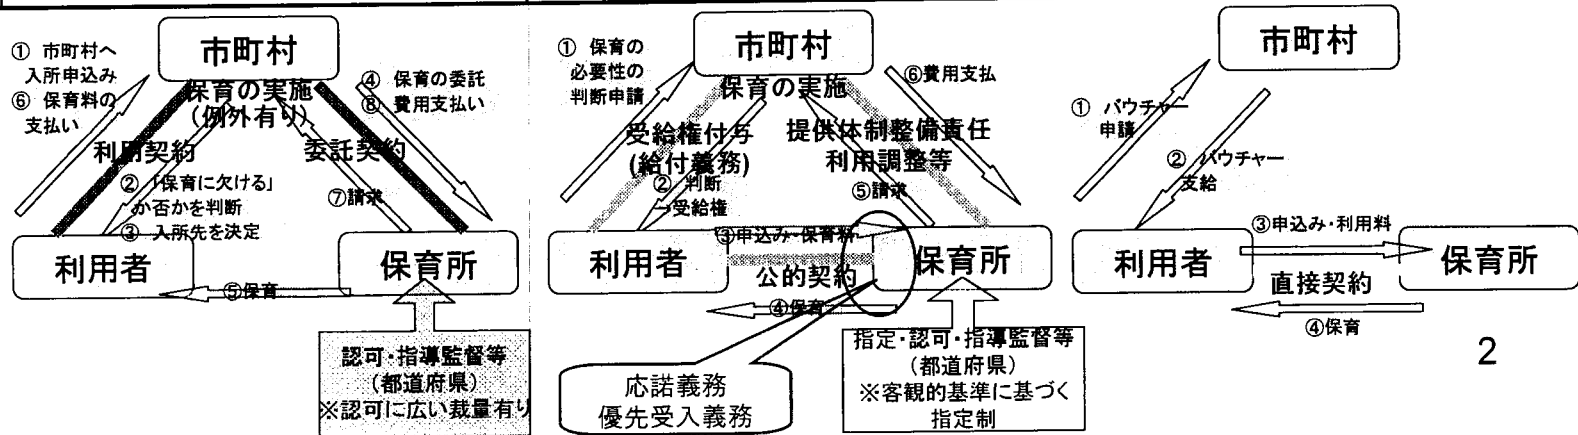 市町村
① 市町村へ
入所申込み
⑥ 保育料の
支払い
保育の実施
(例外有り)
④ 保育の委託
⑧ 費用支払い
利用契約
委託契約
② 「保育に欠ける」
か否かを判断
③ 入所先を決定
⑦請求
利用者
保育所
⑤保育
認可・指導監督等
(都道府県)
※認可に広い裁量有り
市町村
① 保育の
必要性の
判断申請
保育の実施
⑥費用支払
受給権付与
(給付義務)
提供体制整備責任
利用調整等
② 判断
→受給権
⑤請求
③申込み・保育料
利用者
保育所
公的契約
④保育
応諾義務
優先受入義務
指定・認可・指導監督等
(都道府県)
※客観的基準に基づく
指定制
市町村
① バウチャー
申請
② バウチャー
支給
③申込み・利用料
利用者
保育所
直接契約
④保育
2